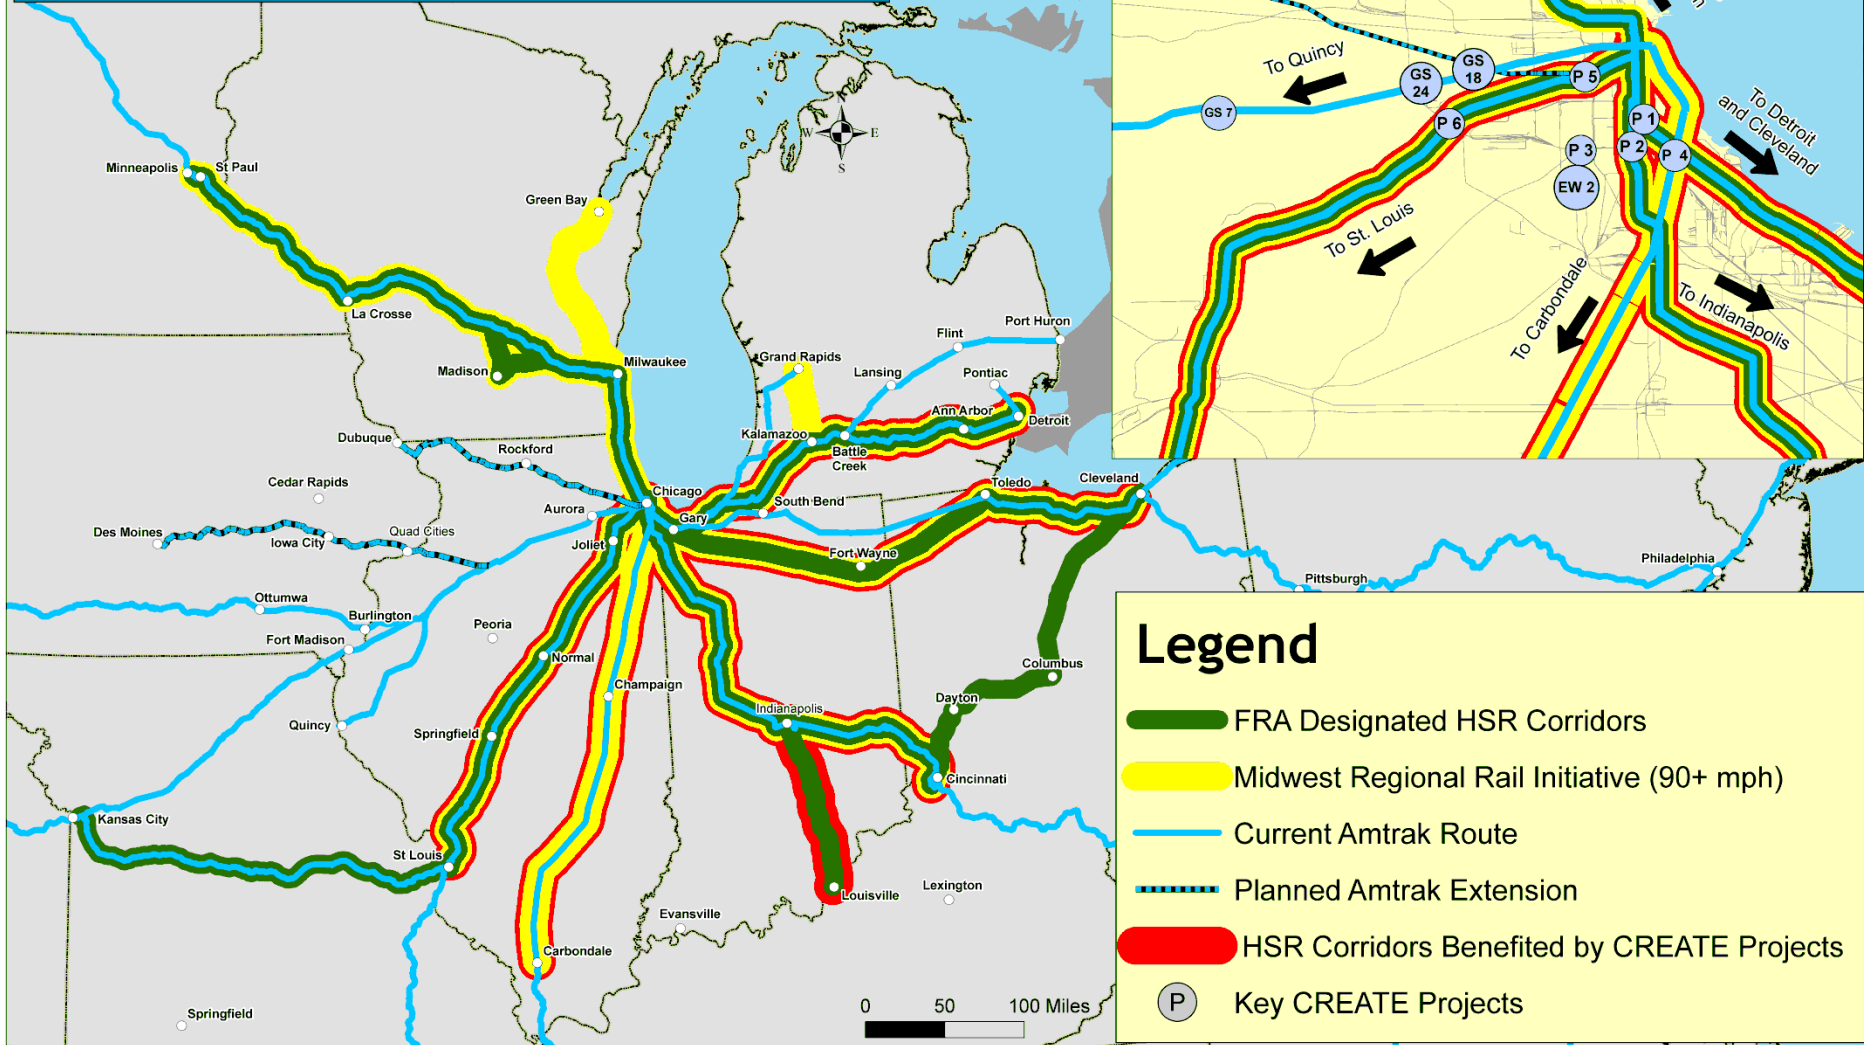 Minneapolis
St Paul
Green Bay
La Crosse
Madison
Milwaukee
Dubuque
Rockford
Cedar Rapids
Chicago
Des Moines
Iowa City
Quad Cities
Aurora
Joliet
Gary
South Bend
Grand Rapids
Kalamazoo
Battle
Creek
Lansing
Flint
Port Huron
Pontiac
Ann Arbor
Detroit
Toledo
Cleveland
Fort Wayne
Ottumwa
Burlington
Fort Madison
Peoria
Normal
Champaign
Quincy
Springfield
Indianapolis
Columbus
Dayton
Cincinnati
Kansas City
St Louis
Louisville
Lexington
Evansville
Carbondale
Springfield
Pittsburgh
Philadelphia
N
W
E
S
0 50 100 Miles
To Quincy
GS
24
GS
18
GS 7
P 5
P 6
P 1
P 2
P 3
P 4
EW 2
To Detroit
and Cleveland
To St. Louis
To Carbondale
To Indianapolis
Legend
FRA Designated HSR Corridors
Midwest Regional Rail Initiative (90+ mph)
Current Amtrak Route
Planned Amtrak Extension
HSR Corridors Benefited by CREATE Projects
P Key CREATE Projects